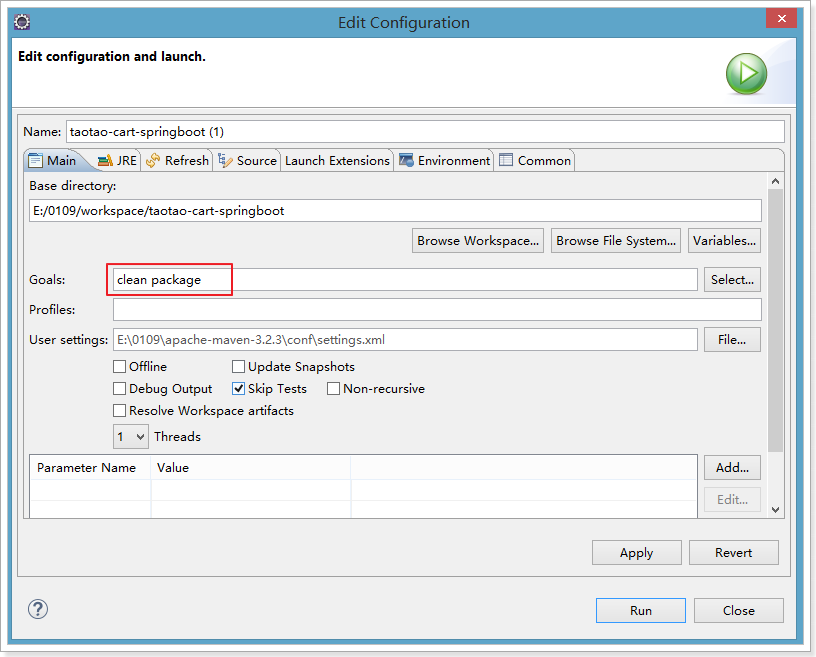 Edit Configuration
Edit configuration and launch.
Name: taotao-cart-springboot (1)
Main JRE Refresh Source Launch Extensions Environment Common
Base directory:
E:/0109/workspace/taotao-cart-springboot
Browse Workspace... Browse File System... Variables...
Goals: clean package Select...
Profiles:
User settings: E:\0109\apache-maven-3.2.3\conf\settings.xml File...
Offline Update Snapshots
Debug Output Skip Tests Non-recursive
Resolve Workspace artifacts
1 Threads
Parameter Name Value Add...
Edit...
Apply Revert
? Run Close